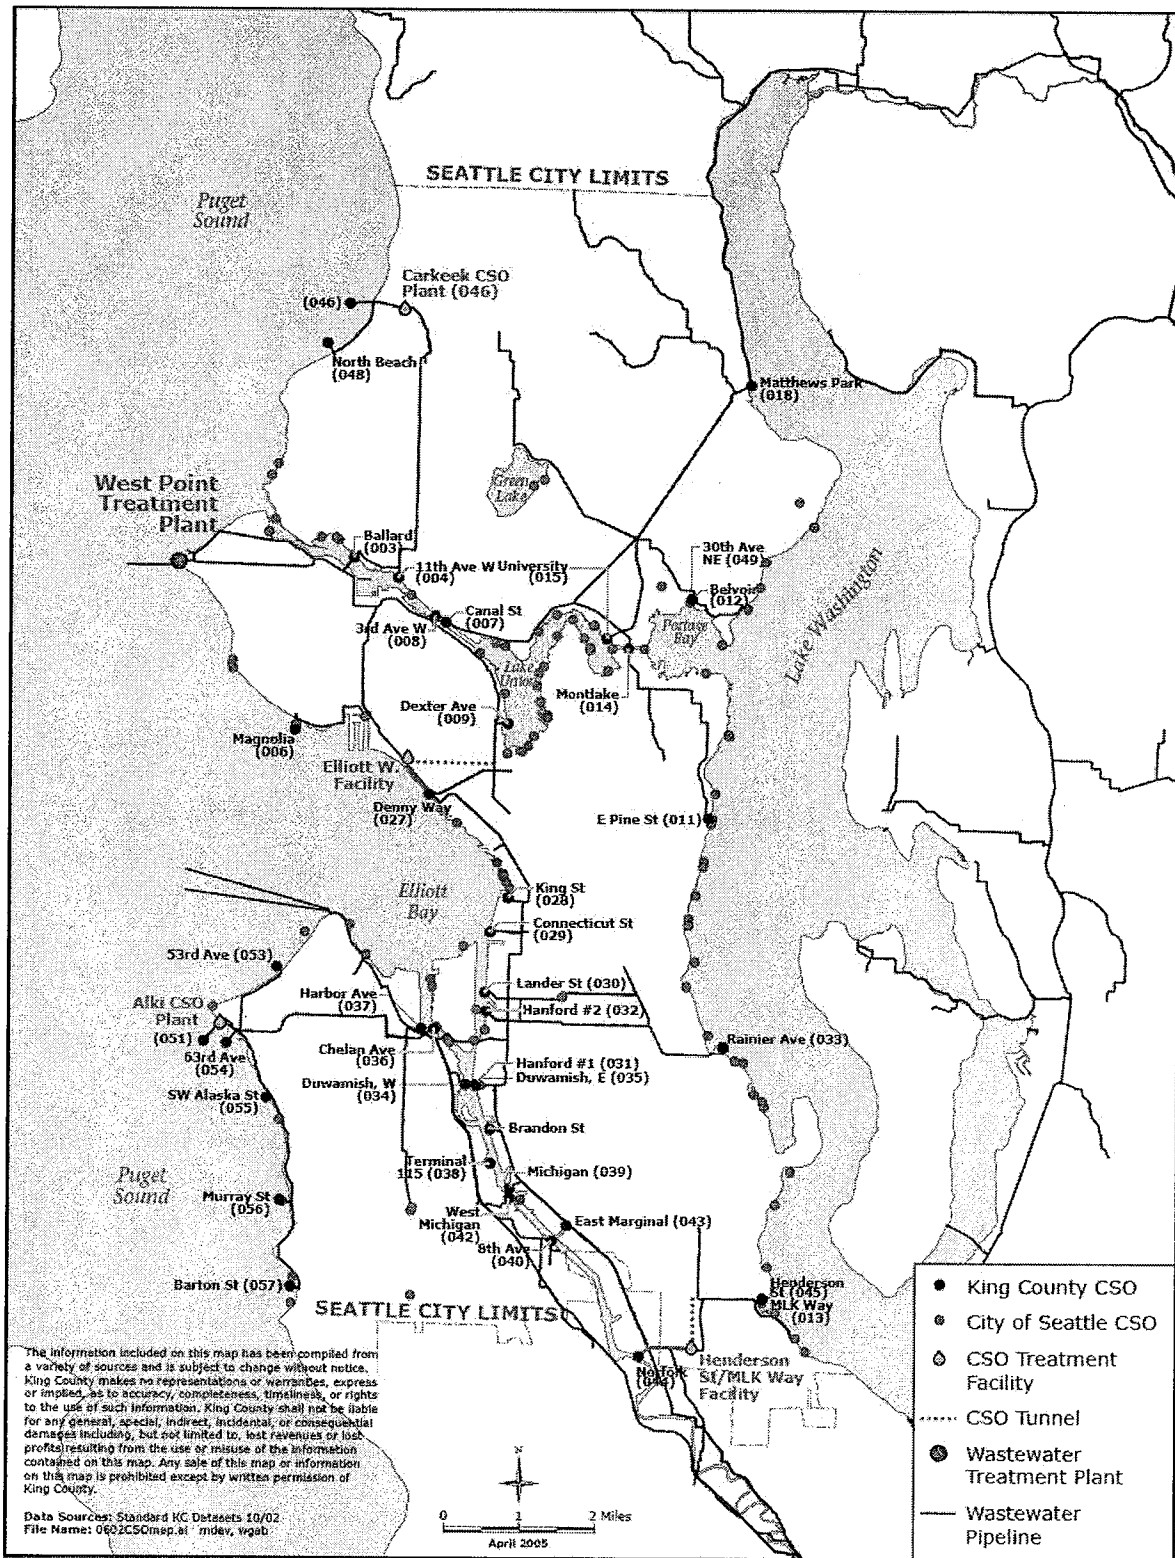 SEATTLE CITY LIMITS
Puget
Sound
Carkeek CSO
Plant (046)
(046)
North Beach
(048)
Matthews Park
(018)
West Point
Treatment
Plant
Green
Lake
Ballard
(003)
11th Ave W
(004)
University
(015)
30th Ave
NE (049)
Belvoir
(012)
Canal St
(007)
3rd Ave W
(008)
Portage
Bay
Lake Washington
Lake
Union
Dexter Ave
(009)
Montlake
(014)
Magnolia
(006)
Elliott W.
Facility
Denny Way
(027)
E Pine St (011)
Elliott
Bay
King St
(028)
Connecticut St
(029)
53rd Ave (053)
Harbor Ave
(037)
Lander St (030)
Alki CSO
Plant
(051)
Hanford #2 (032)
63rd Ave
(054)
Chelan Ave
(036)
Rainier Ave (033)
Hanford #1 (031)
Duwamish, E (035)
Duwamish, W
(034)
SW Alaska St
(055)
Brandon St
Puget
Sound
Terminal
115 (038)
Michigan (039)
Murray St
(056)
West
Michigan
(042)
East Marginal (043)
8th Ave
(040)
Barton St (057)
Henderson
St (045)
MLK Way
(013)
SEATTLE CITY LIMITS
Norfolk
(044)
Henderson
St/MLK Way
Facility
King County CSO
City of Seattle CSO
CSO Treatment
Facility
CSO Tunnel
Wastewater
Treatment Plant
Wastewater
Pipeline
The information included on this map has been compiled from
a variety of sources and is subject to change without notice.
King County makes no representations or warranties, express
or implied, as to accuracy, completeness, timeliness, or rights
to the use of such information. King County shall not be liable
for any general, special, indirect, incidental, or consequential
damages including, but not limited to, lost revenues or lost
profits resulting from the use or misuse of the information
contained on this map. Any sale of this map or information
on this map is prohibited except by written permission of
King County.
Data Sources: Standard KC Datasets 10/02
File Name: 0602CSOmap.ai mdev, wgab
N
0 1 2 Miles
April 2005